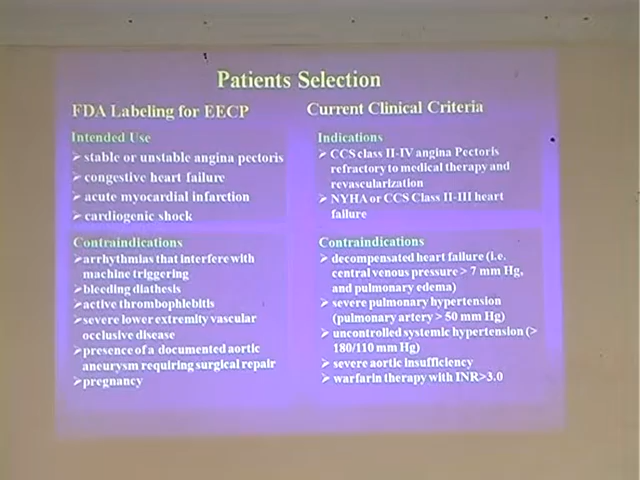 Patients Selection
FDA Labeling for EECP
Intended Use
➢ stable or unstable angina pectoris
➢ congestive heart failure
➢ acute myocardial infarction
➢ cardiogenic shock
Contraindications
➢arrhythmias that interfere with
machine triggering
➢bleeding diathesis
➢active thrombophlebitis
➢severe lower extremity vascular
occlusive disease
➢presence of a documented aortic
aneurysm requiring surgical repair
➢pregnancy
Current Clinical Criteria
Indications
➢ CCS class II-IV angina Pectoris
refractory to medical therapy and
revascularization
➢ NYHA or CCS Class II-III heart
failure
Contraindications
➢ decompensated heart failure (i.e.
central venous pressure > 7 mm Hg,
and pulmonary edema)
➢ severe pulmonary hypertension
(pulmonary artery > 50 mm Hg)
➢ uncontrolled systemic hypertension (>
180/110 mm Hg)
➢ severe aortic insufficiency
➢ warfarin therapy with INR>3.0